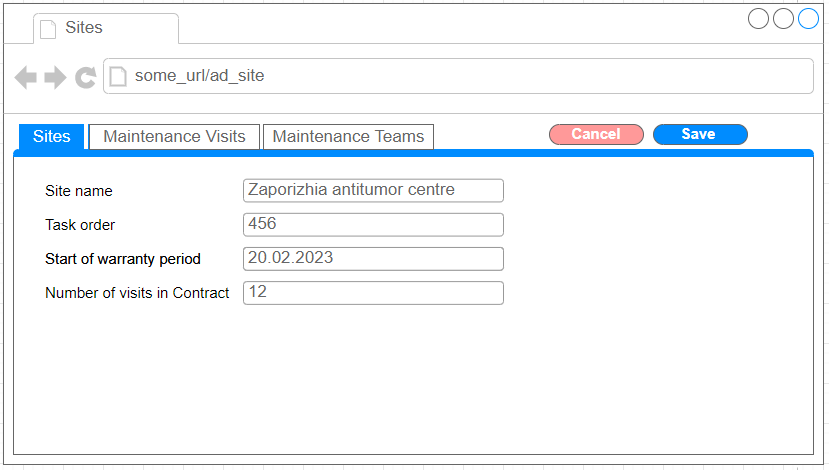 Sites
some_url/ad_site
Sites Maintenance Visits Maintenance Teams Cancel Save
Site name Zaporizhia antitumor centre
Task order 456
Start of warranty period 20.02.2023
Number of visits in Contract 12